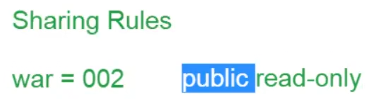 Sharing Rules
war = 002 public read-only